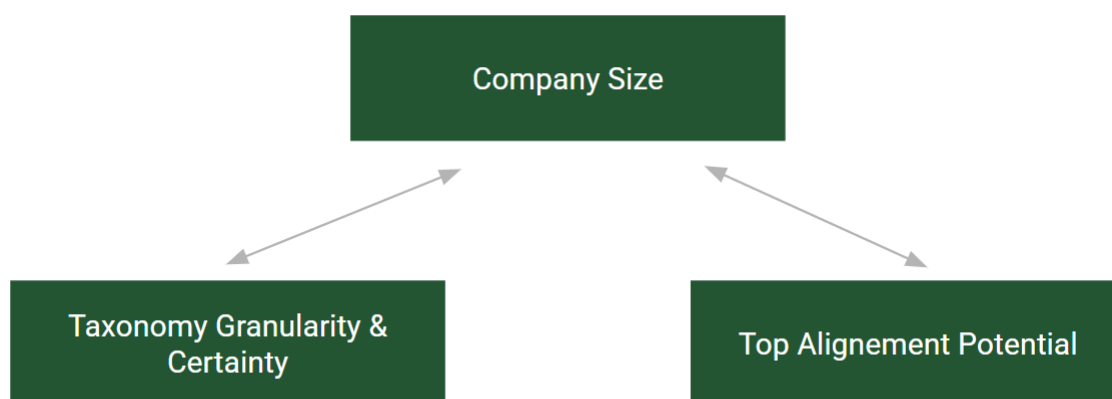 Company Size
Taxonomy Granularity &
Certainty
Top Alignement Potential